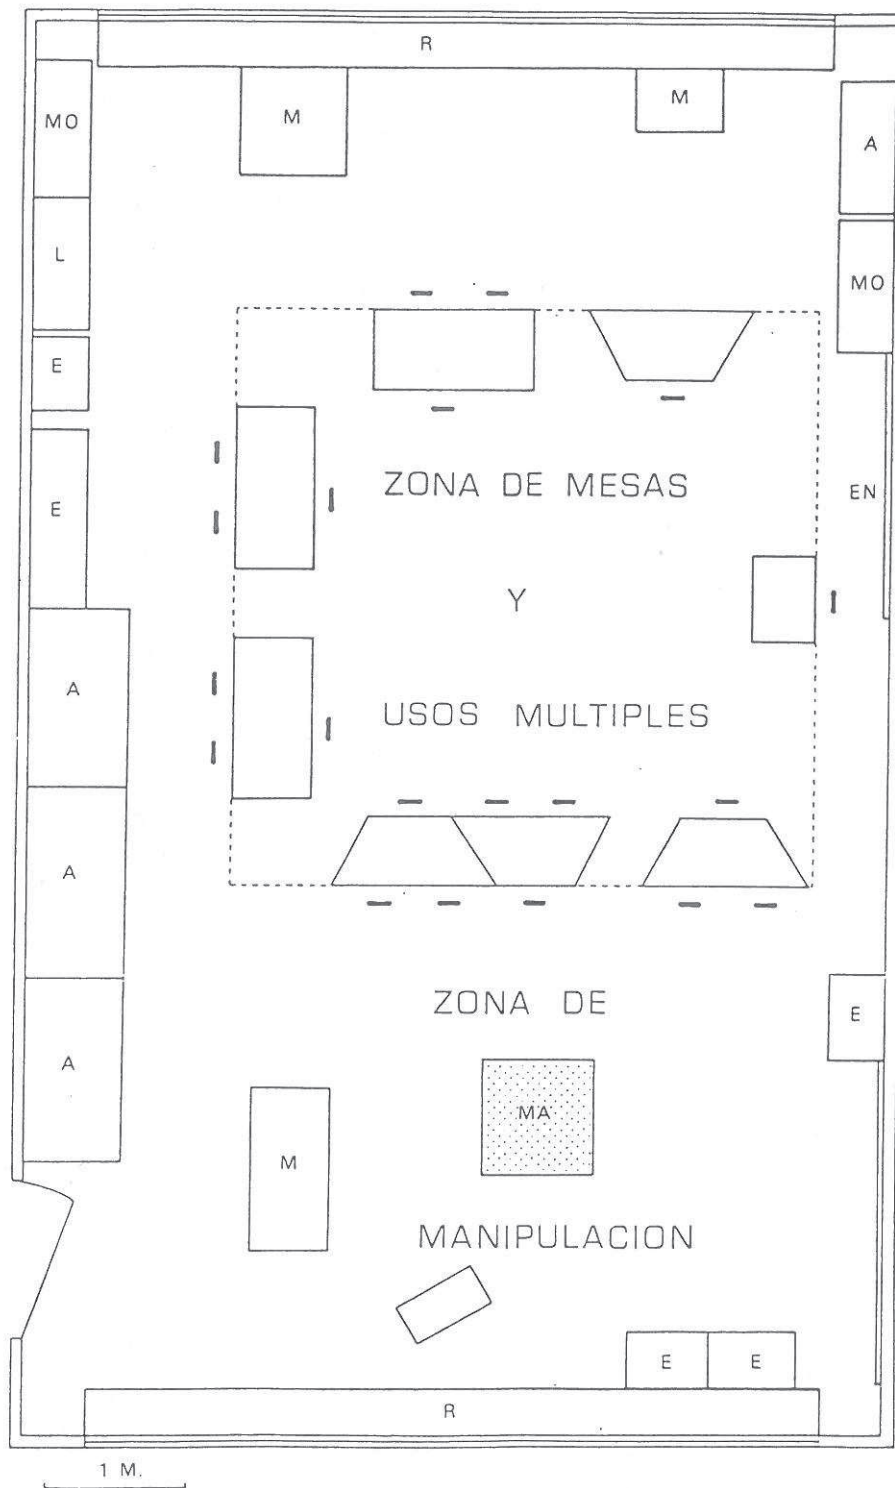 R
M
M
MO
A
L
MO
E
E
ZONA DE MESAS
EN
Y
A
USOS MULTIPLES
A
ZONA DE
E
A
MA
M
MANIPULACION
E
E
R
1 M.